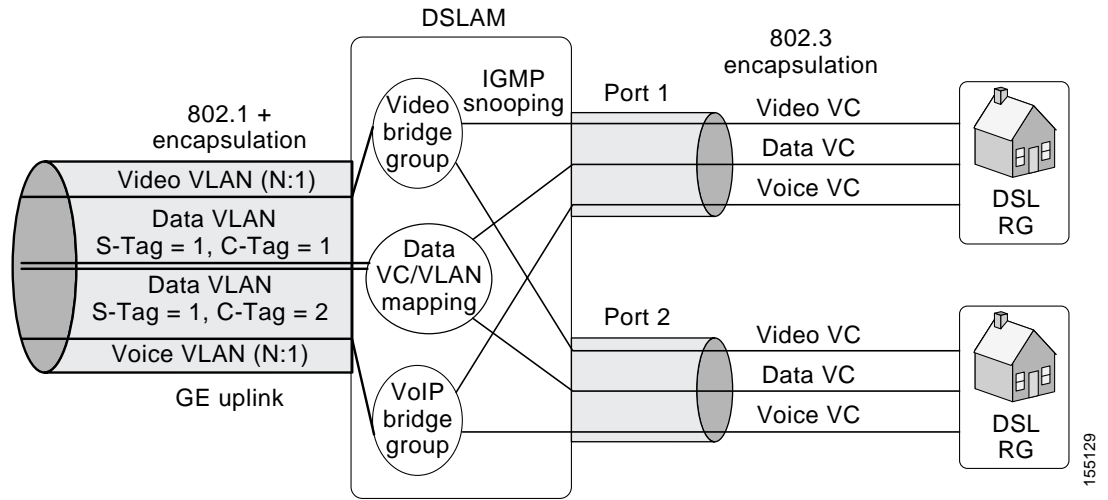 DSLAM
802.1 +
encapsulation
Video VLAN (N:1)
Data VLAN
S-Tag = 1, C-Tag = 1
Data VLAN
S-Tag = 1, C-Tag = 2
Voice VLAN (N:1)
GE uplink
Video
bridge
group
IGMP
snooping
Data
VC/VLAN
mapping
VoIP
bridge
group
Port 1
802.3
encapsulation
Video VC
Data VC
Voice VC
DSL
RG
Port 2
Video VC
Data VC
Voice VC
DSL
RG
155129